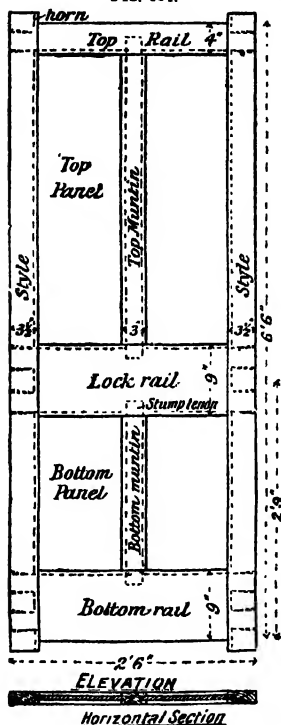 horn
Top Rail
4"
Top
Panel
Top Muntin
Style
Style
3½"
3"
3½"
6'6"
Lock rail
9"
Stump tenon
Bottom
Panel
Bottom muntin
2'9"
Bottom rail
9"
2'6"
ELEVATION
Horizontal Section